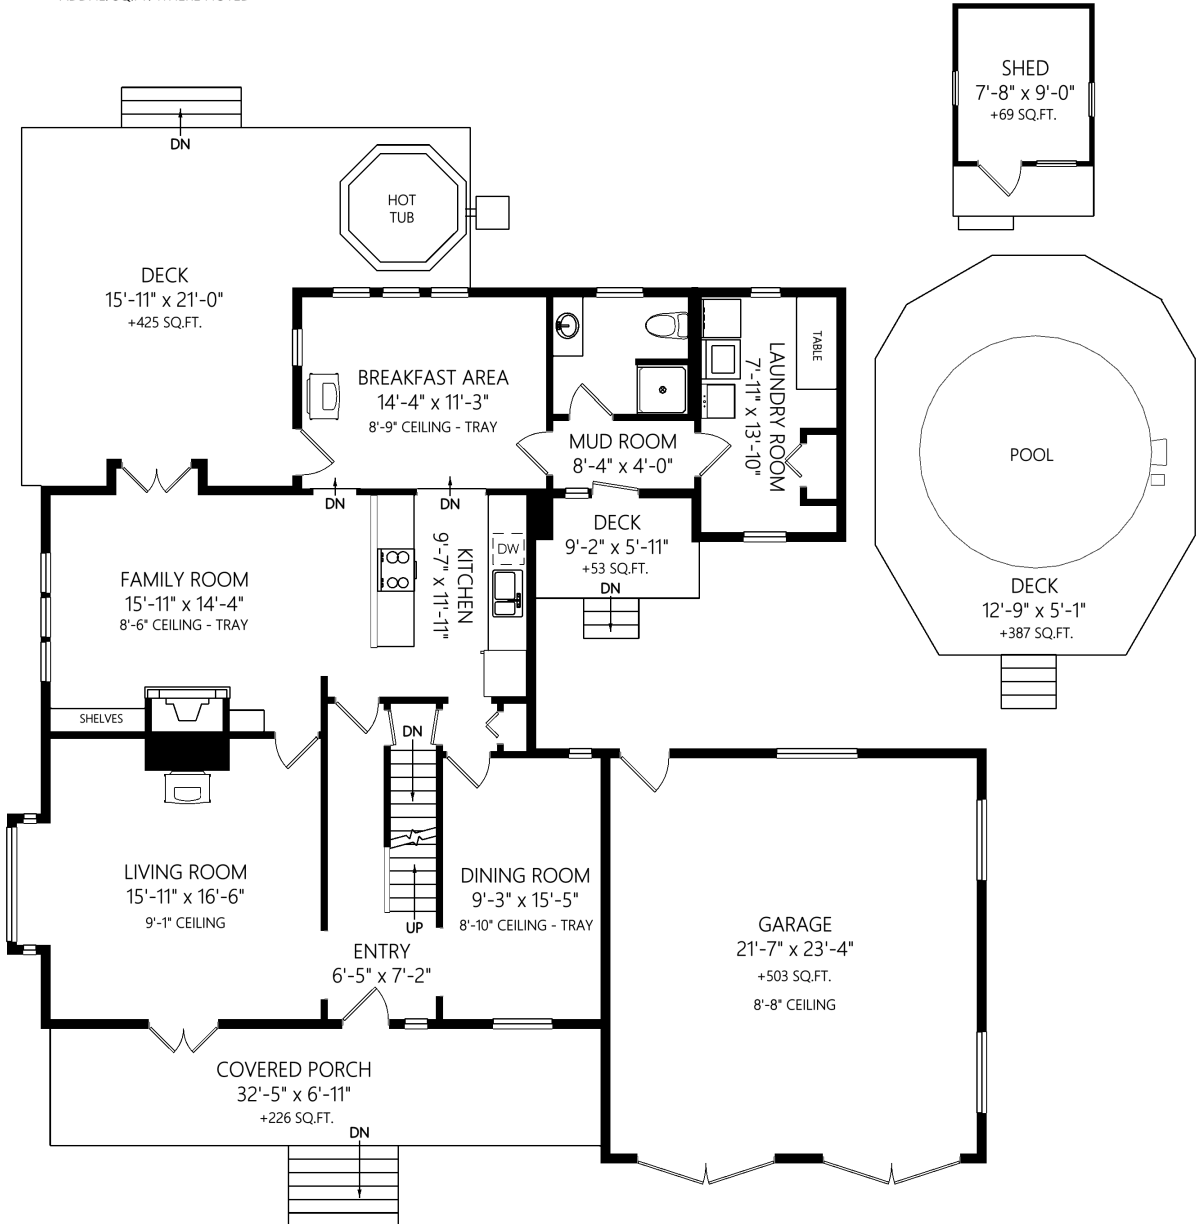 SHED
7'-8" x 9'-0"
+69 SQ.FT.
DN
HOT
TUB
DECK
15'-11" x 21'-0"
+425 SQ.FT.
BREAKFAST AREA
14'-4" x 11'-3"
8'-9" CEILING - TRAY
TABLE
LAUNDRY ROOM
7'-11" x 13'-10"
MUD ROOM
8'-4" x 4'-0"
POOL
DN
DN
DECK
9'-2" x 5'-11"
+53 SQ.FT.
DN
DW
KITCHEN
9'-7" x 11'-11"
FAMILY ROOM
15'-11" x 14'-4"
8'-6" CEILING - TRAY
DECK
12'-9" x 5'-1"
+387 SQ.FT.
SHELVES
DN
LIVING ROOM
15'-11" x 16'-6"
9'-1" CEILING
DINING ROOM
9'-3" x 15'-5"
8'-10" CEILING - TRAY
UP
ENTRY
6'-5" x 7'-2"
GARAGE
21'-7" x 23'-4"
+503 SQ.FT.
8'-8" CEILING
COVERED PORCH
32'-5" x 6'-11"
+226 SQ.FT.
DN